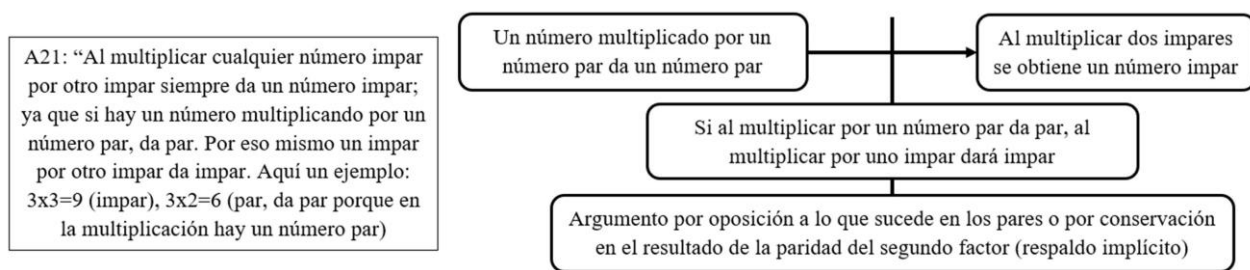 A21: “Al multiplicar cualquier número impar
por otro impar siempre da un número impar;
ya que si hay un número multiplicando por un
número par, da par. Por eso mismo un impar
por otro impar da impar. Aquí un ejemplo:
3x3=9 (impar), 3x2=6 (par, da par porque en
la multiplicación hay un número par)
Un número multiplicado por un
número par da un número par
Al multiplicar dos impares
se obtiene un número impar
Si al multiplicar por un número par da par, al
multiplicar por uno impar dará impar
Argumento por oposición a lo que sucede en los pares o por conservación
en el resultado de la paridad del segundo factor (respaldo implícito)